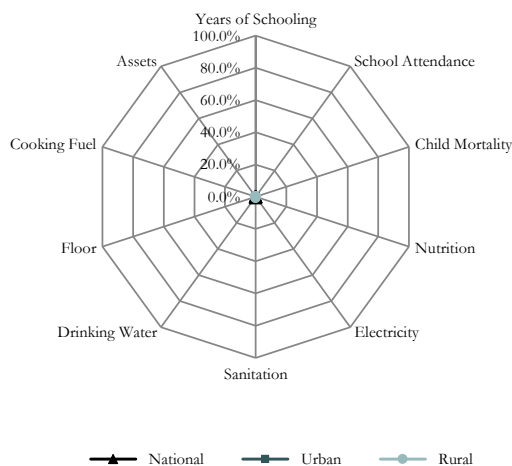 Years of Schooling
100.0%
Assets
School Attendance
80.0%
60.0%
40.0%
Cooking Fuel
Child Mortality
20.0%
0.0%
Floor
Nutrition
Drinking Water
Electricity
Sanitation
National Urban Rural